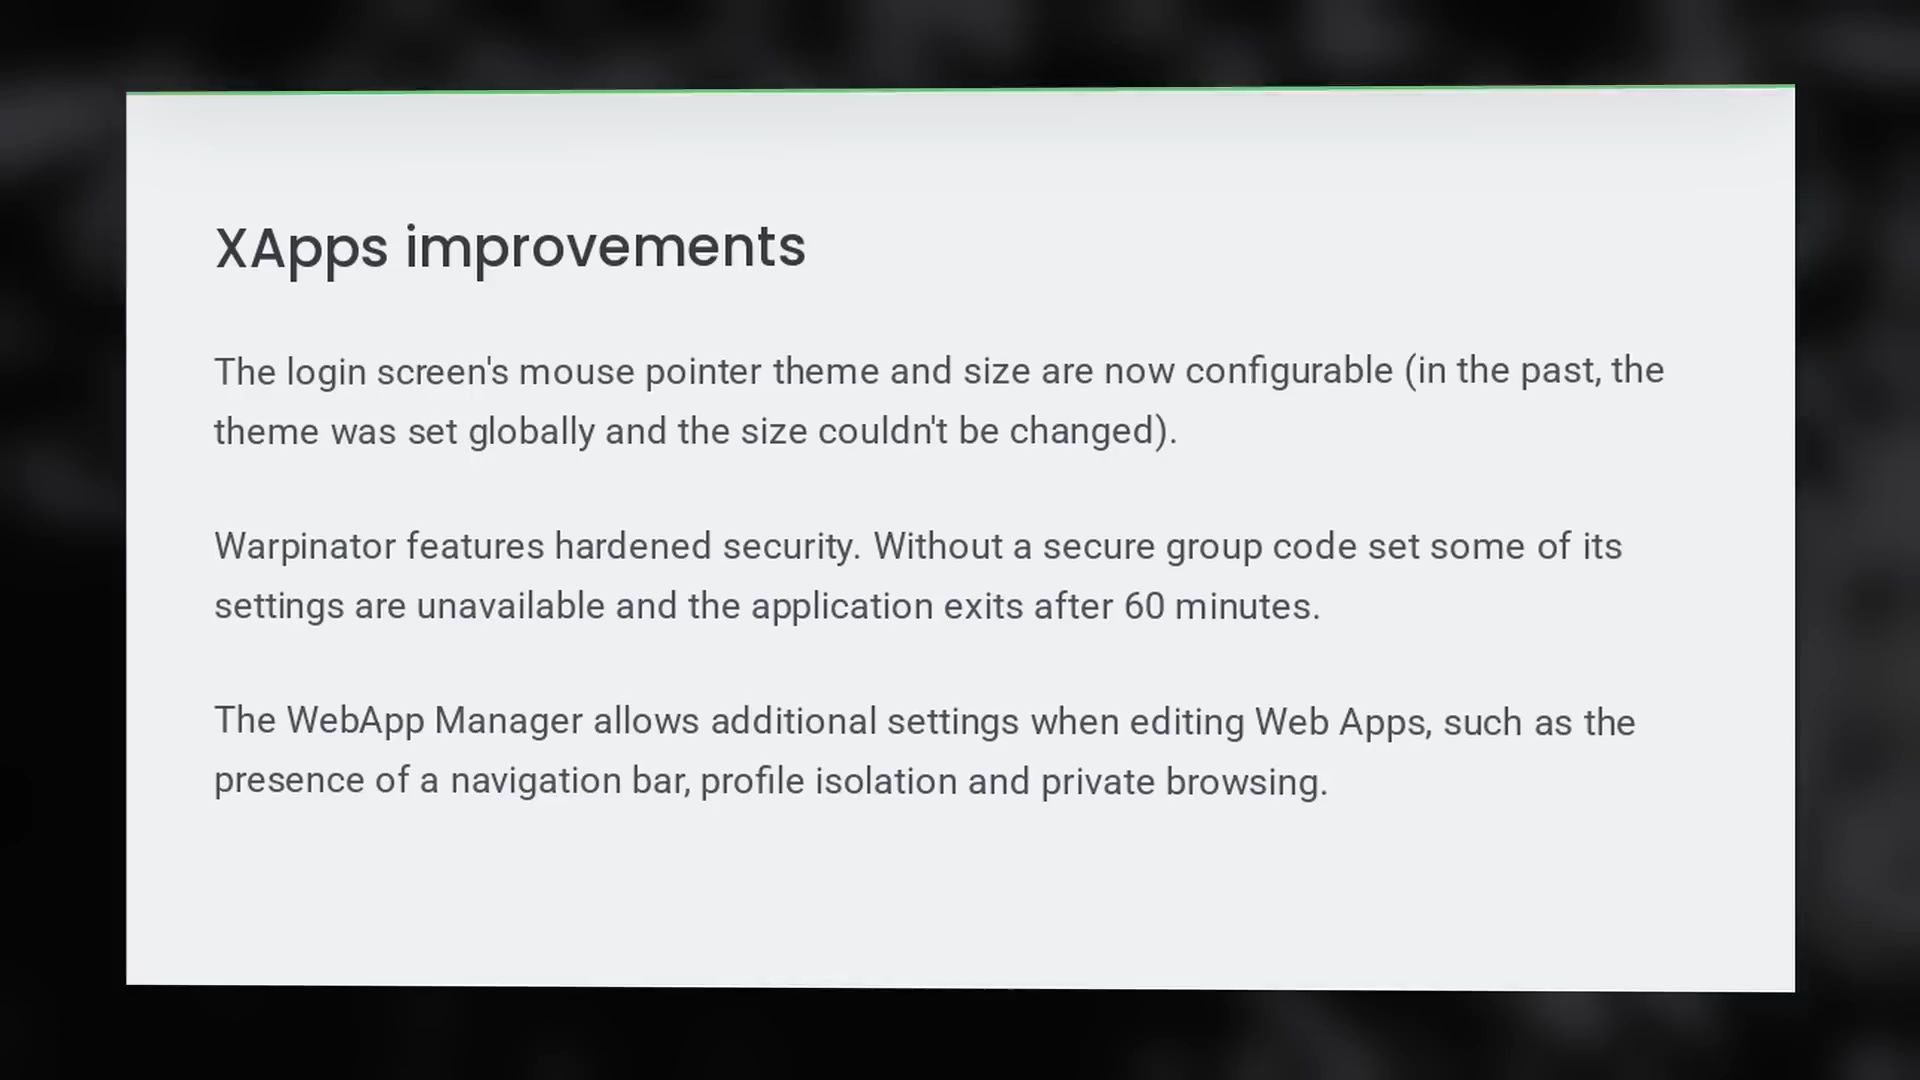 XApps improvements
The login screen's mouse pointer theme and size are now configurable (in the past, the
theme was set globally and the size couldn't be changed).
Warpinator features hardened security. Without a secure group code set some of its
settings are unavailable and the application exits after 60 minutes.
The WebApp Manager allows additional settings when editing Web Apps, such as the
presence of a navigation bar, profile isolation and private browsing.